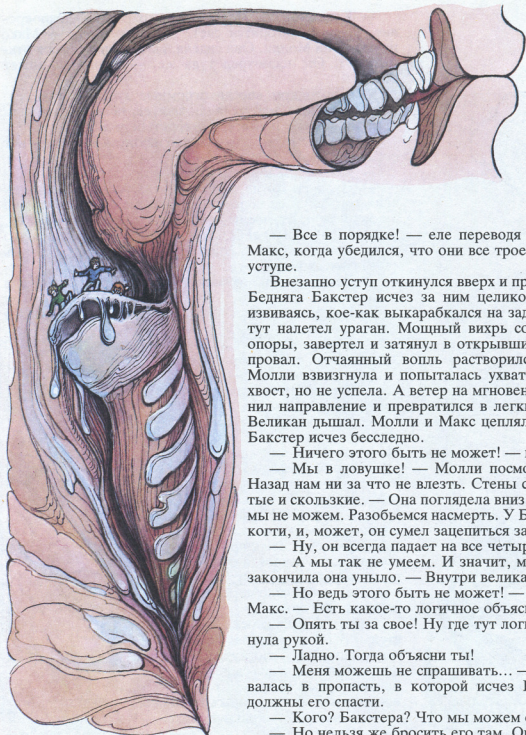 — Все в порядке! — еле переводя
Макс, когда убедился, что они все трое
уступе.
Внезапно уступ откинулся вверх и пр
Бедняга Бакстер исчез за ним целико
извиваясь, кое-как выкарабкался на зад
тут налетел ураган. Мощный вихрь со
опоры, завертел и затянул в открывши
провал. Отчаянный вопль растворил
Молли взвизгнула и попыталась ухват
хвост, но не успела. А ветер на мгновен
нил направление и превратился в легк
Великан дышал. Молли и Макс цеплял
Бакстер исчез бесследно.
— Ничего этого быть не может! —
— Мы в ловушке! — Молли посмо
Назад нам ни за что не влезть. Стены с
тые и скользкие. — Она поглядела вниз
мы не можем. Разобьемся насмерть. У Б
когти, и, может, он сумел зацепиться за
— Ну, он всегда падает на все четыр
— А мы так не умеем. И значит, м
закончила она уныло. — Внутри велика
— Но ведь этого быть не может! —
Макс. — Есть какое-то логичное объяс
— Опять ты за свое! Ну где тут логи
нула рукой.
— Ладно. Тогда объясни ты!
— Меня можешь не спрашивать... —
валась в пропасть, в которой исчез
должны его спасти.
— Кого? Бакстера? Что мы можем
— Но нельзя же бросить его там.